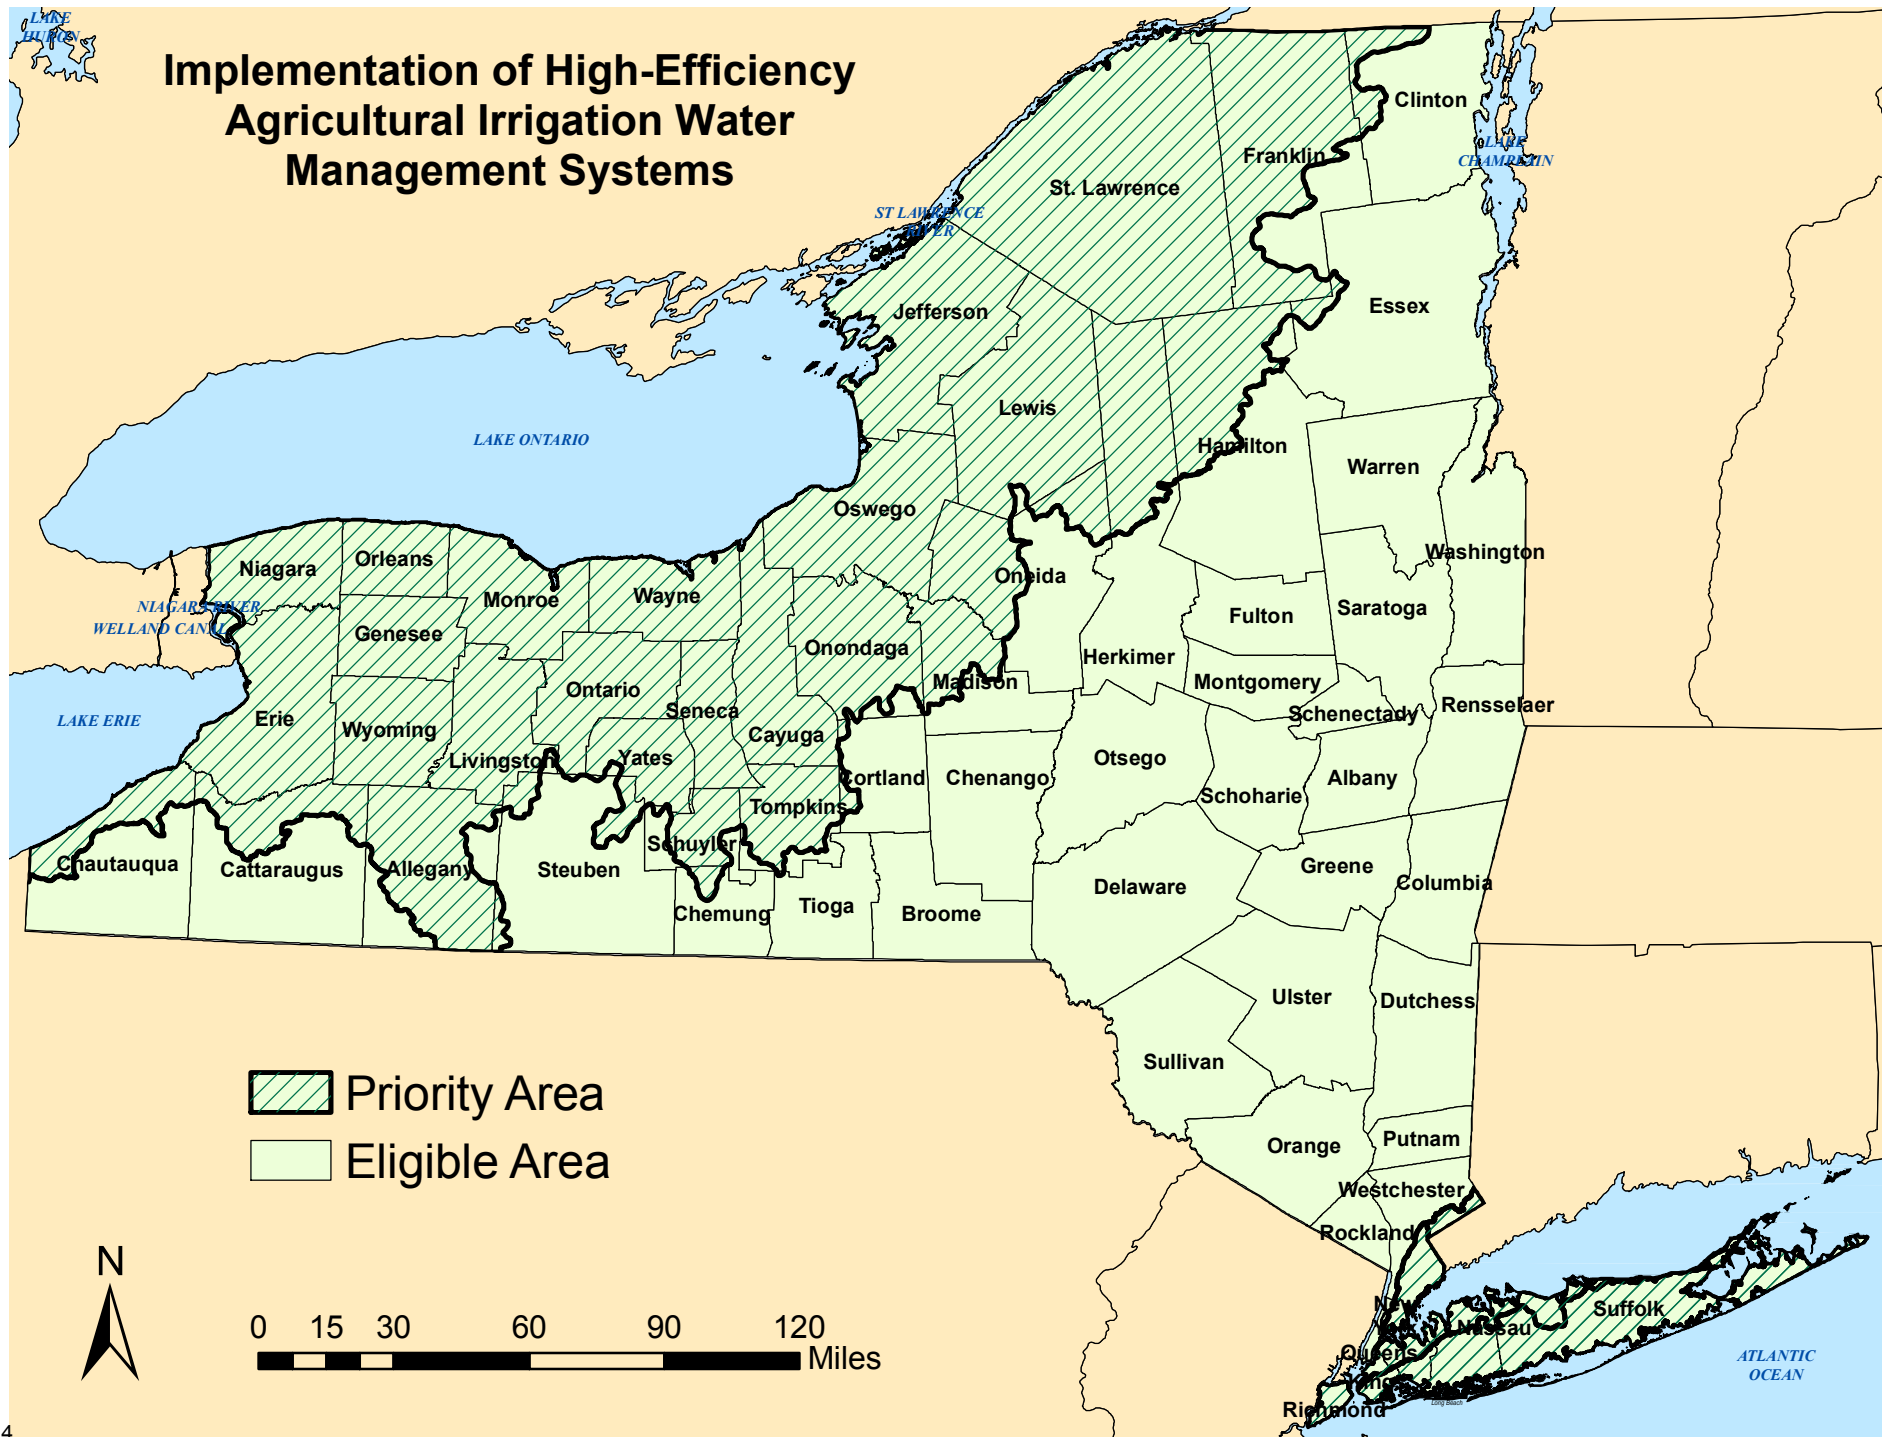 LAKE
HURON
Implementation of High-Efficiency
Agricultural Irrigation Water
Management Systems
Clinton
LAKE
CHAMPLAIN
Franklin
St. Lawrence
ST LAWRENCE
RIVER
Essex
Jefferson
Lewis
LAKE ONTARIO
Hamilton
Warren
Oswego
Washington
Orleans
Niagara
Oneida
Monroe
Wayne
NIAGARA RIVER
Saratoga
Fulton
WELLAND CANAL
Genesee
Onondaga
Herkimer
Madison
Montgomery
Ontario
Seneca
Schenectady
Rensselaer
LAKE ERIE
Erie
Wyoming
Cayuga
Livingston
Yates
Otsego
Cortland
Chenango
Albany
Schoharie
Tompkins
Schuyler
Chautauqua
Cattaraugus
Allegany
Steuben
Greene
Columbia
Delaware
Chemung
Tioga
Broome
Ulster
Dutchess
Sullivan
Priority Area
Eligible Area
Orange
Putnam
Westchester
Rockland
N
New
Suffolk
Nassau
0 15 30 60 90 120
Miles
Queens
ATLANTIC
OCEAN
Long Beach
Richmond
4